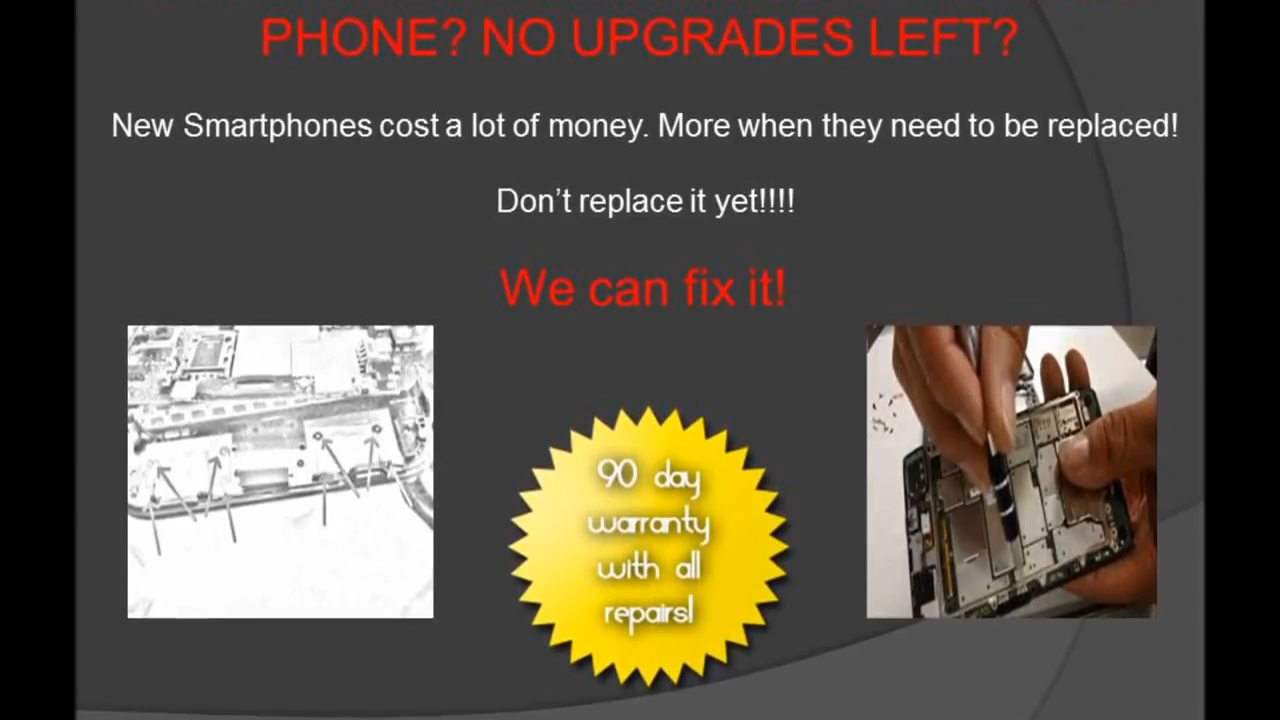 PHONE? NO UPGRADES LEFT?
New Smartphones cost a lot of money. More when they need to be replaced!
Don’t replace it yet!!!!
We can fix it!
90 day
warranty
with all
repairs!